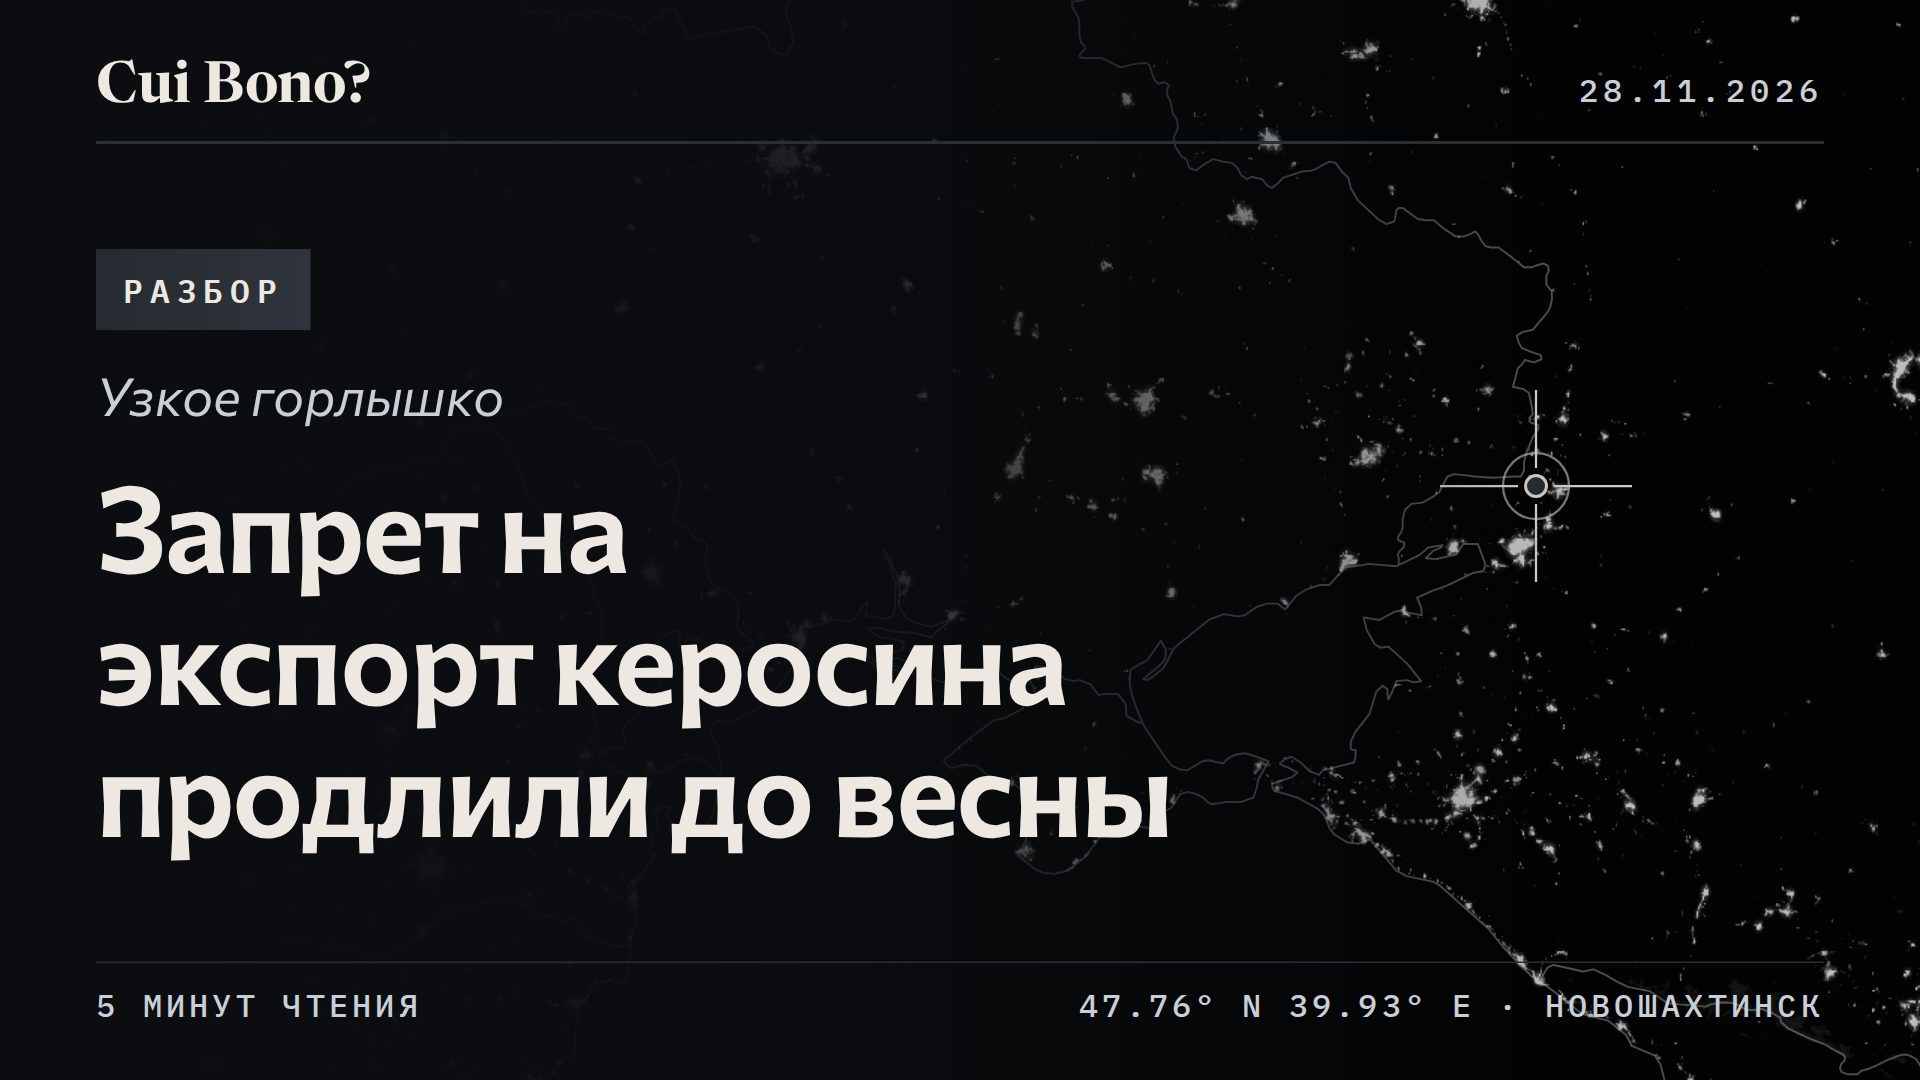 Cui Bono?
28.11.2026
РАЗБОР
Узкое горлышко
Запрет на
экспорт керосина
продлили до весны
5 МИНУТ ЧТЕНИЯ
47.76° N 39.93° E · НОВОШАХТИНСК